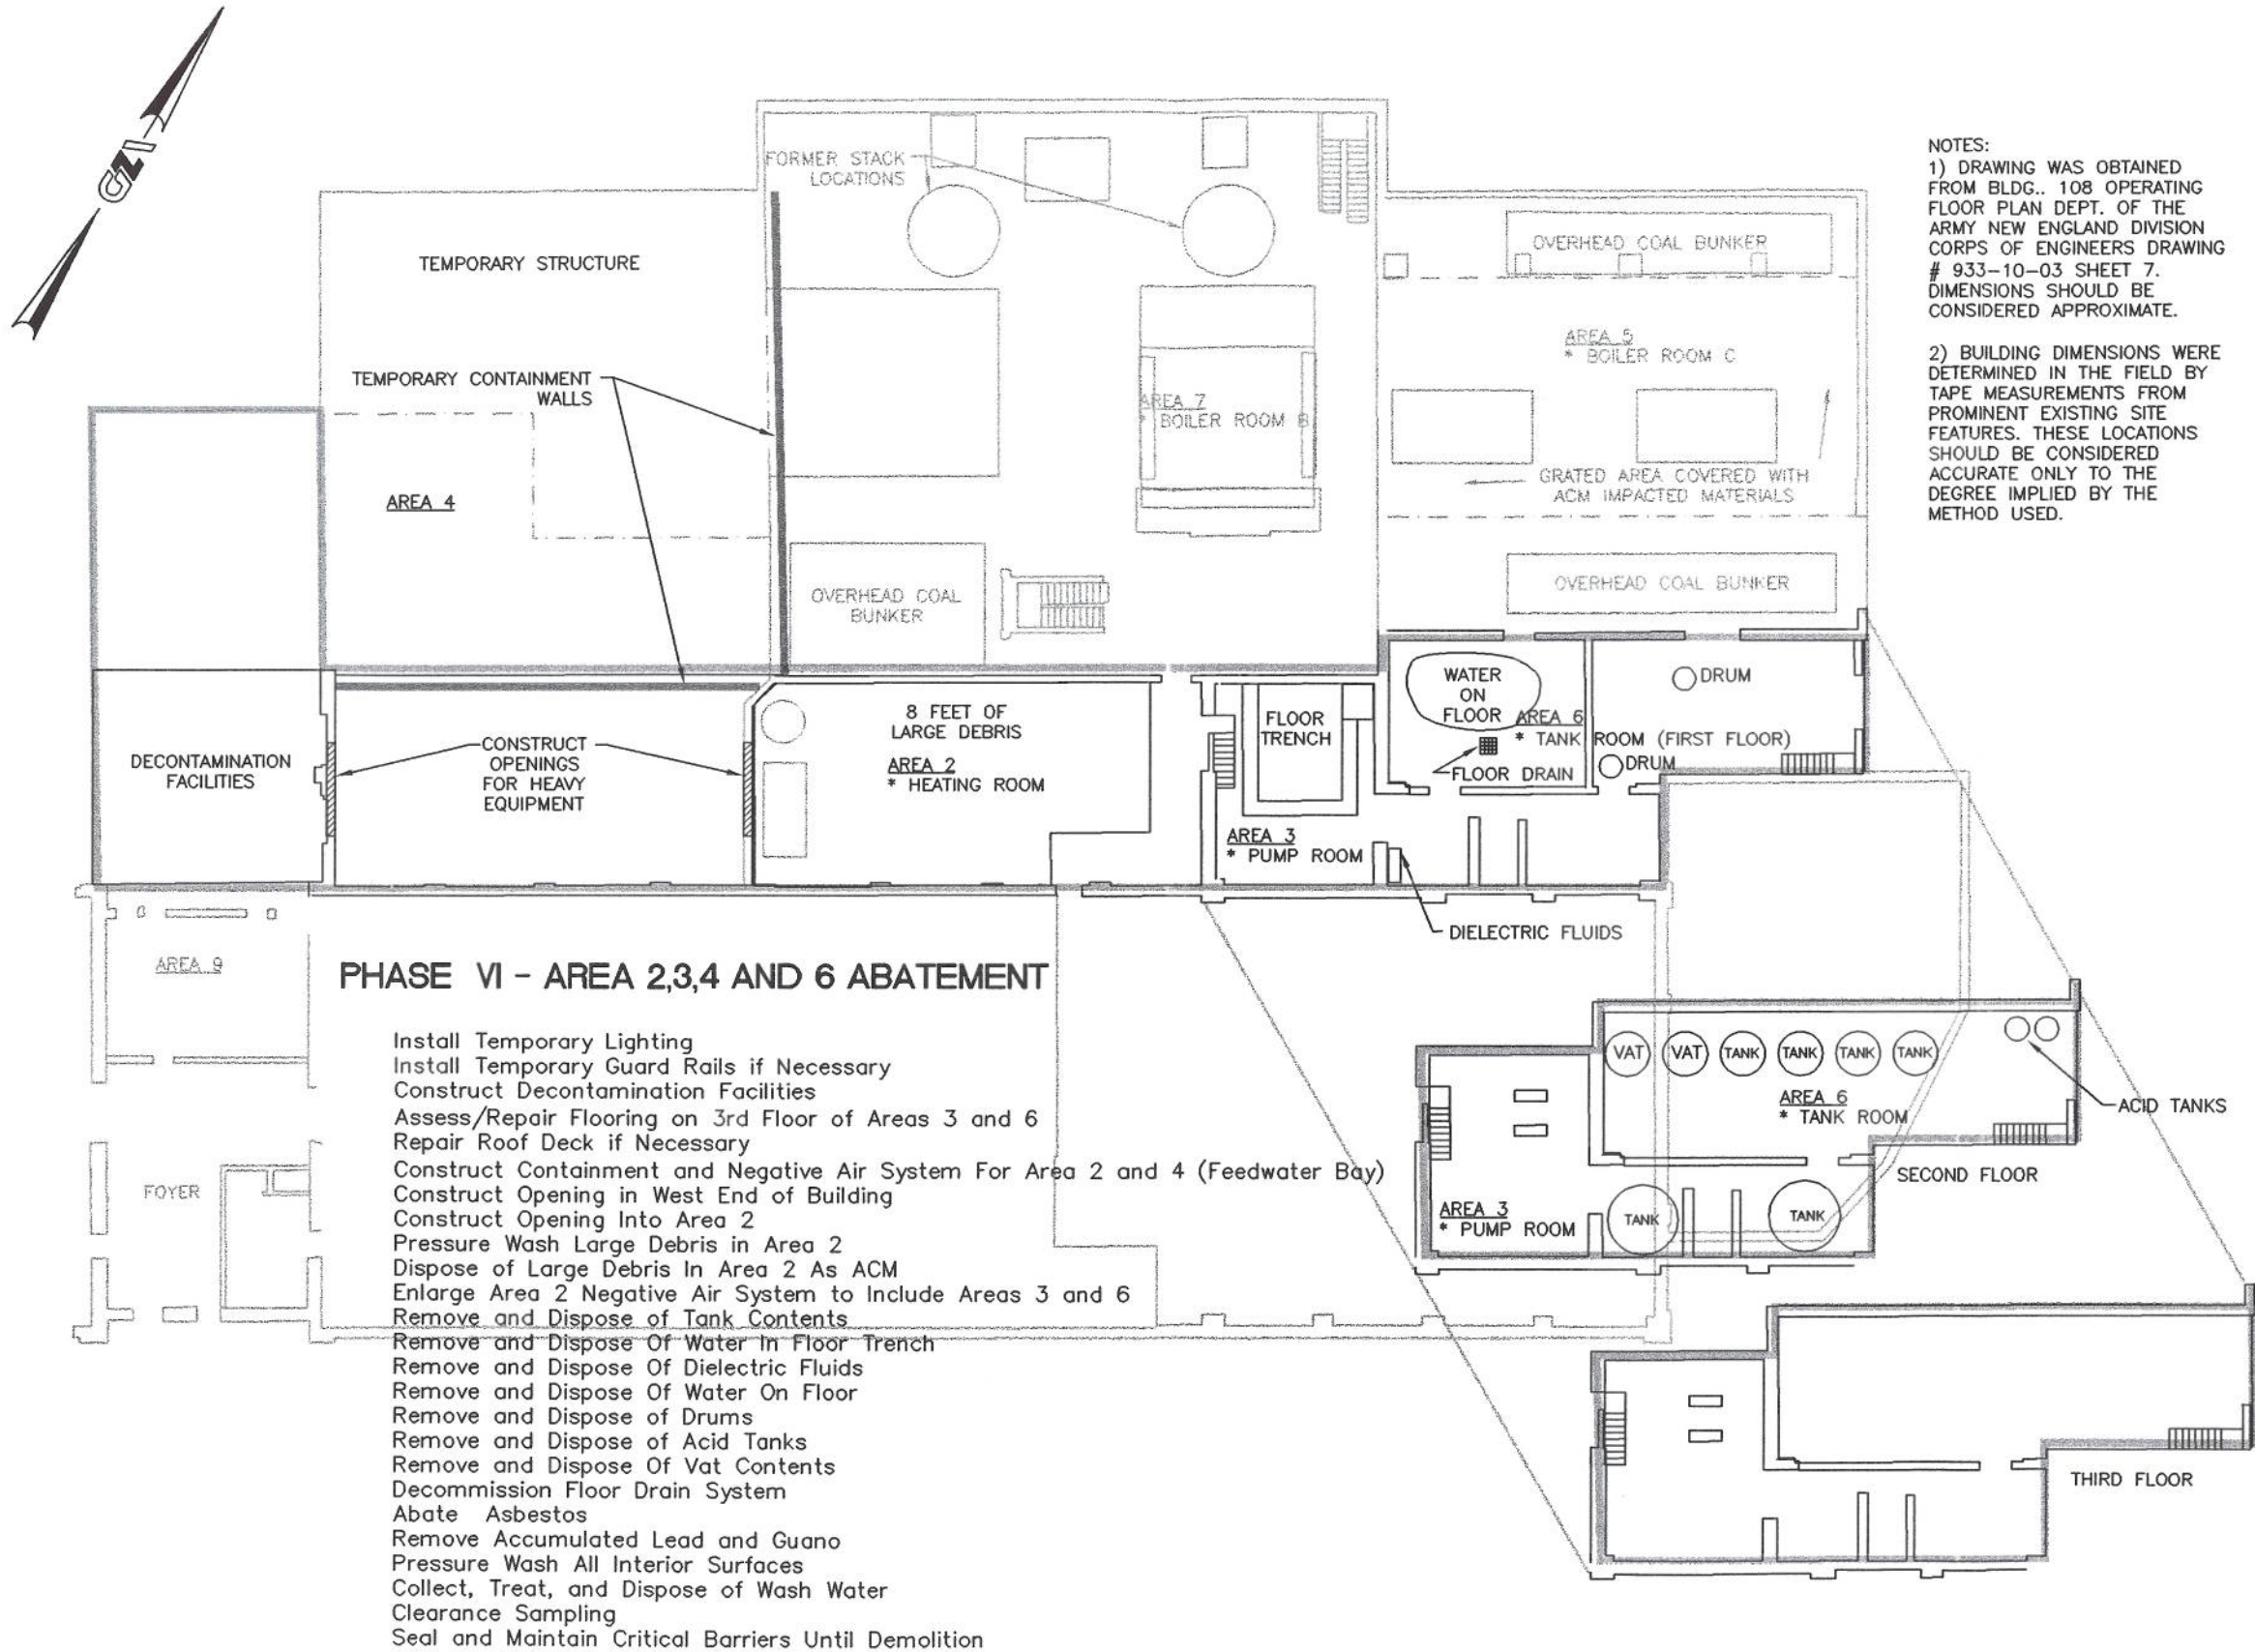 GZA
NOTES:
1) DRAWING WAS OBTAINED
FROM BLDG.. 108 OPERATING
FLOOR PLAN DEPT. OF THE
ARMY NEW ENGLAND DIVISION
CORPS OF ENGINEERS DRAWING
# 933-10-03 SHEET 7.
DIMENSIONS SHOULD BE
CONSIDERED APPROXIMATE.
2) BUILDING DIMENSIONS WERE
DETERMINED IN THE FIELD BY
TAPE MEASUREMENTS FROM
PROMINENT EXISTING SITE
FEATURES. THESE LOCATIONS
SHOULD BE CONSIDERED
ACCURATE ONLY TO THE
DEGREE IMPLIED BY THE
METHOD USED.
FORMER STACK
LOCATIONS
TEMPORARY STRUCTURE
TEMPORARY CONTAINMENT
WALLS
AREA 4
AREA 7
* BOILER ROOM B
OVERHEAD COAL
BUNKER
OVERHEAD COAL BUNKER
AREA 5
* BOILER ROOM C
GRATED AREA COVERED WITH
ACM IMPACTED MATERIALS
OVERHEAD COAL BUNKER
DECONTAMINATION
FACILITIES
CONSTRUCT
OPENINGS
FOR HEAVY
EQUIPMENT
8 FEET OF
LARGE DEBRIS
AREA 2
* HEATING ROOM
FLOOR
TRENCH
AREA 3
* PUMP ROOM
WATER
ON
FLOOR
AREA 6
* TANK ROOM (FIRST FLOOR)
FLOOR DRAIN
DRUM
DRUM
DIELECTRIC FLUIDS
AREA 9
FOYER
PHASE VI - AREA 2,3,4 AND 6 ABATEMENT
Install Temporary Lighting
Install Temporary Guard Rails if Necessary
Construct Decontamination Facilities
Assess/Repair Flooring on 3rd Floor of Areas 3 and 6
Repair Roof Deck if Necessary
Construct Containment and Negative Air System For Area 2 and 4 (Feedwater Bay)
Construct Opening in West End of Building
Construct Opening Into Area 2
Pressure Wash Large Debris in Area 2
Dispose of Large Debris In Area 2 As ACM
Enlarge Area 2 Negative Air System to Include Areas 3 and 6
Remove and Dispose of Tank Contents
Remove and Dispose Of Water In Floor Trench
Remove and Dispose Of Dielectric Fluids
Remove and Dispose Of Water On Floor
Remove and Dispose of Drums
Remove and Dispose of Acid Tanks
Remove and Dispose Of Vat Contents
Decommission Floor Drain System
Abate Asbestos
Remove Accumulated Lead and Guano
Pressure Wash All Interior Surfaces
Collect, Treat, and Dispose of Wash Water
Clearance Sampling
Seal and Maintain Critical Barriers Until Demolition
VAT VAT TANK TANK TANK TANK
AREA 6
* TANK ROOM
ACID TANKS
SECOND FLOOR
AREA 3
* PUMP ROOM
TANK
TANK
THIRD FLOOR